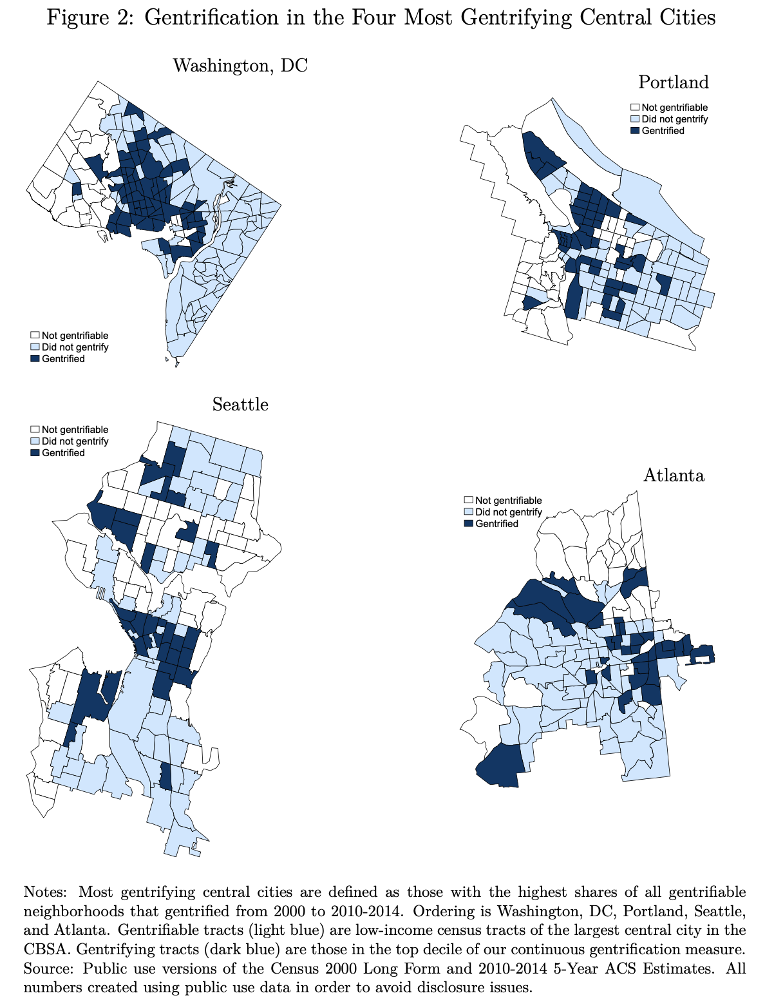 Figure 2: Gentrification in the Four Most Gentrifying Central Cities
Washington, DC
Not gentrifiable
Did not gentrify
Gentrified
Portland
Not gentrifiable
Did not gentrify
Gentrified
Seattle
Not gentrifiable
Did not gentrify
Gentrified
Atlanta
Not gentrifiable
Did not gentrify
Gentrified
Notes: Most gentrifying central cities are defined as those with the highest shares of all gentrifiable
neighborhoods that gentrified from 2000 to 2010-2014. Ordering is Washington, DC, Portland, Seattle,
and Atlanta. Gentrifiable tracts (light blue) are low-income census tracts of the largest central city in the
CBSA. Gentrifying tracts (dark blue) are those in the top decile of our continuous gentrification measure.
Source: Public use versions of the Census 2000 Long Form and 2010-2014 5-Year ACS Estimates. All
numbers created using public use data in order to avoid disclosure issues.